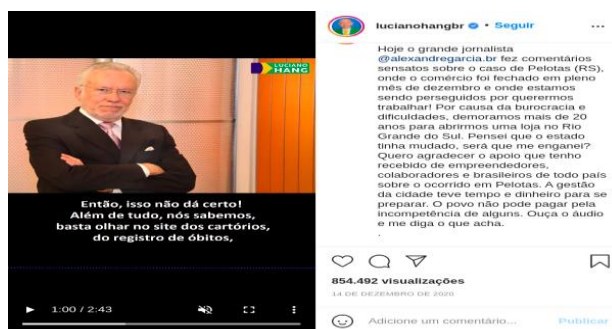 LUCIANO
HANG
Então, isso não dá certo!
Além de tudo, nós sabemos,
basta olhar no site dos cartórios,
do registro de óbitos,
1:00 / 2:43
lucianohangbr • Seguir
Hoje o grande jornalista
@alexandregarcia.br fez comentários
sensatos sobre o caso de Pelotas (RS),
onde o comércio foi fechado em pleno
mês de dezembro e onde estamos
sendo perseguidos por querermos
trabalhar! Por causa da burocracia e
dificuldades, demoramos mais de 20
anos para abrirmos uma loja no Rio
Grande do Sul. Pensei que o estado
tinha mudado, será que me enganei?
Quero agradecer o apoio que tenho
recebido de empreendedores,
colaboradores e brasileiros de todo país
sobre o ocorrido em Pelotas. A gestão
da cidade teve tempo e dinheiro para se
preparar. O povo não pode pagar pela
incompetência de alguns. Ouça o áudio
e me diga o que acha.
.
854.492 visualizações
14 DE DEZEMBRO DE 2020
Adicione um comentário... Publicar